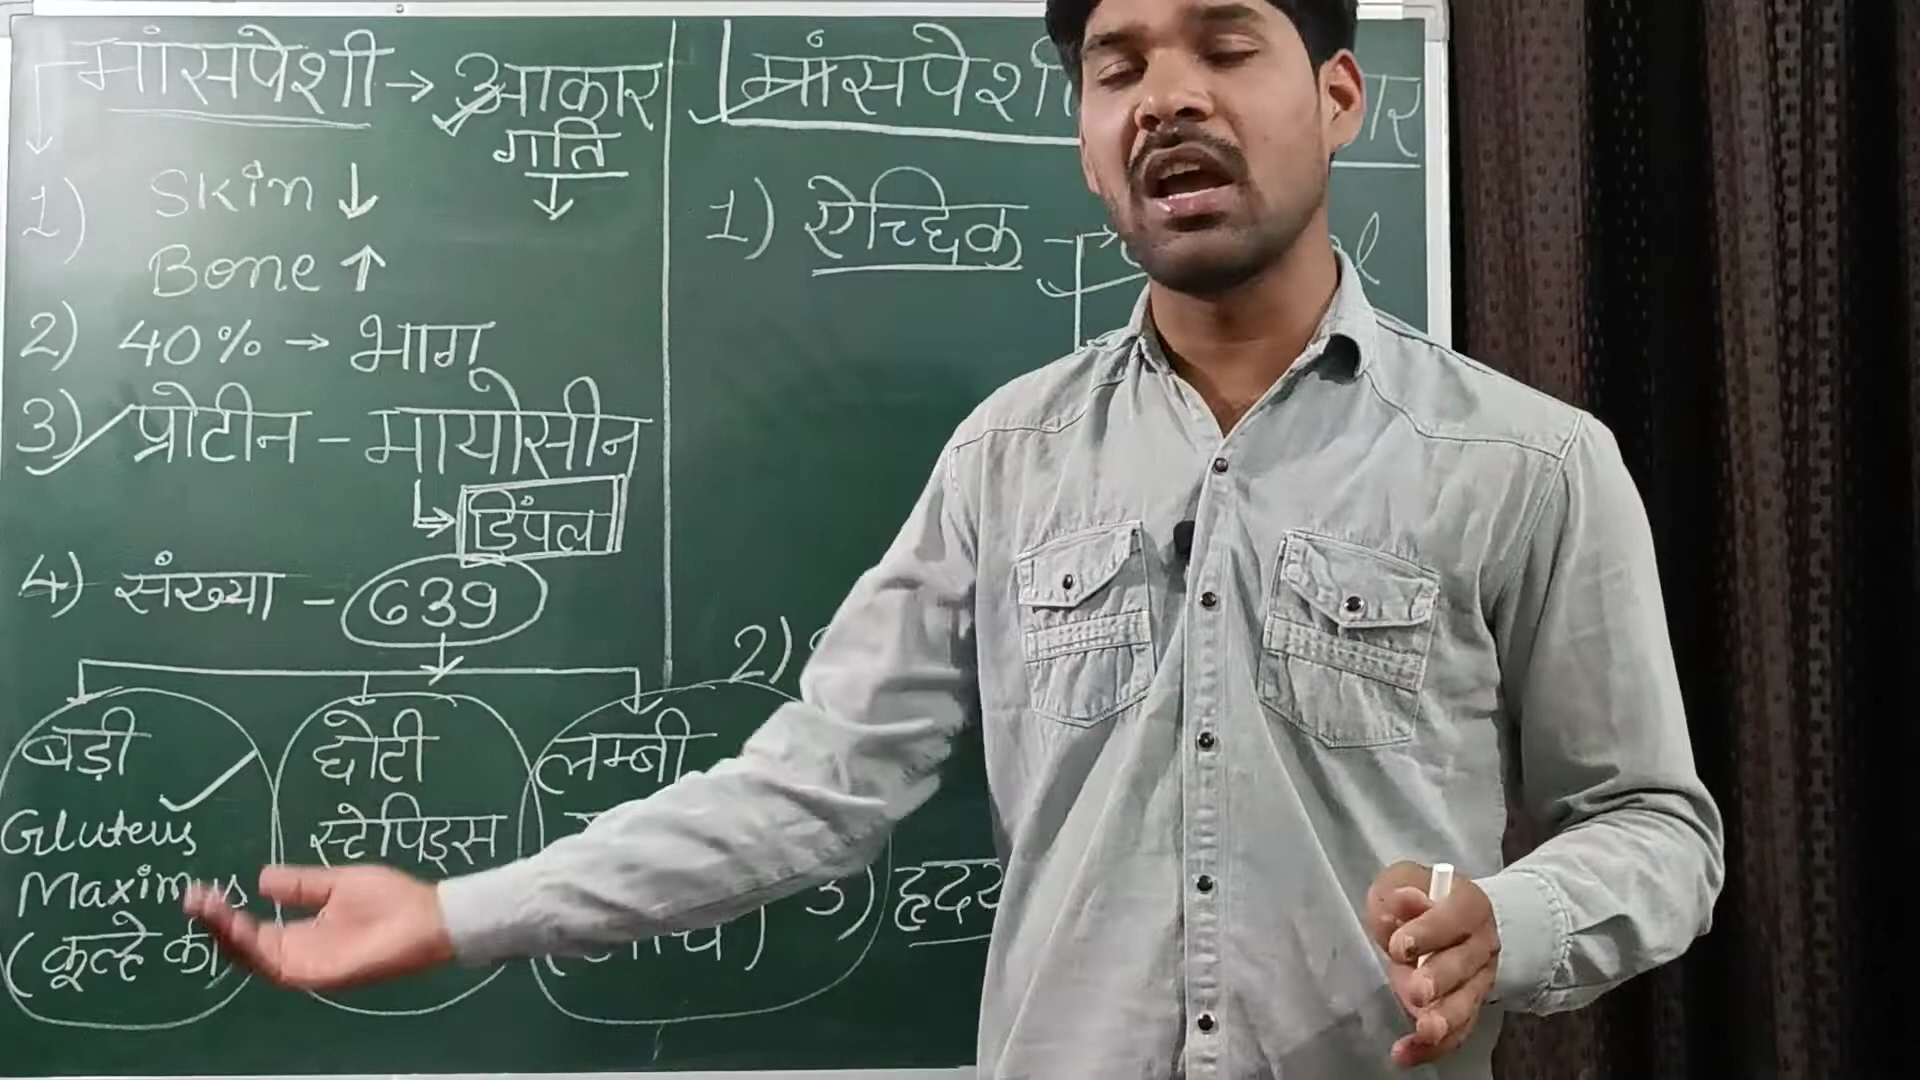 मांसपेशी → आकार
गति
1) Skin ↓
Bone ↑
2) 40% → भाग
3) प्रोटीन - मायोसीन
डिंपल
4) संख्या - 639
बड़ी
Gluteus
Maximus
(कूल्हे की
छोटी
स्टेपिड्स
लम्बी
मांसपेशी
1) ऐच्छिक
2)
3) हृदय